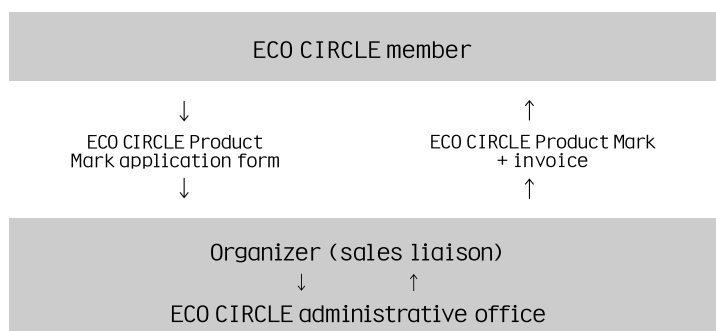 ECO CIRCLE member
↓ ↑
ECO CIRCLE Product
Mark application form
ECO CIRCLE Product Mark
+ invoice
↓ ↑
Organizer (sales liaison)
↓ ↑
ECO CIRCLE administrative office